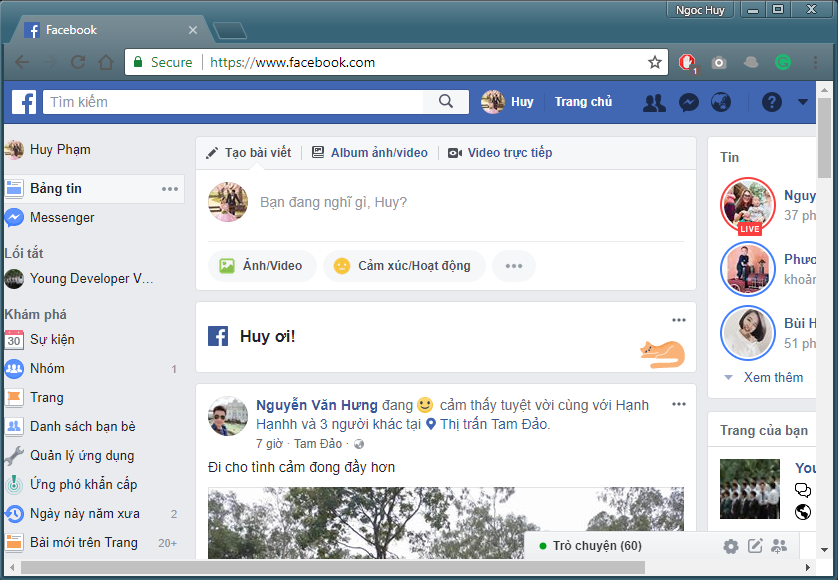 Ngoc Huy
Facebook
Secure https://www.facebook.com
1
Tìm kiếm
Huy Trang chủ
Huy Phạm
Bảng tin
Messenger
Lối tắt
Young Developer V...
Khám phá
30 Sự kiện
Nhóm 1
Trang
Danh sách bạn bè
Quản lý ứng dụng
Ứng phó khẩn cấp
Ngày này năm xưa 2
Bài mới trên Trang 20+
Tạo bài viết Album ảnh/video Video trực tiếp
Bạn đang nghĩ gì, Huy?
Ảnh/Video Cảm xúc/Hoạt động
Huy ơi!
Nguyễn Văn Hưng đang cảm thấy tuyệt vời cùng với Hạnh
Hạnhh và 3 người khác tại Thị trấn Tam Đảo.
7 giờ · Tam Đảo ·
Đi cho tình cảm đong đầy hơn
Tin
Nguy
37 ph
LIVE
Phươ
khoản
Bùi H
51 ph
Xem thêm
Trang của bạn
You
Trò chuyện (60)